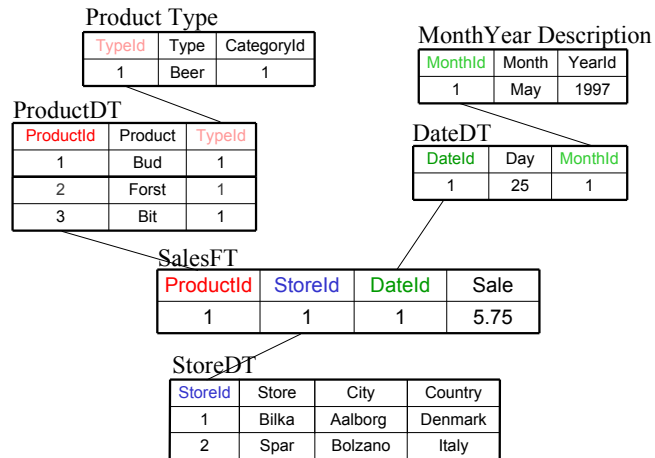 Product Type
TypeId Type CategoryId
1 Beer 1
MonthYear Description
MonthId Month YearId
1 May 1997
ProductDT
ProductId Product TypeId
1 Bud 1
2 Forst 1
3 Bit 1
DateDT
DateId Day MonthId
1 25 1
SalesFT
ProductId StoreId DateId Sale
1 1 1 5.75
StoreDT
StoreId Store City Country
1 Bilka Aalborg Denmark
2 Spar Bolzano Italy